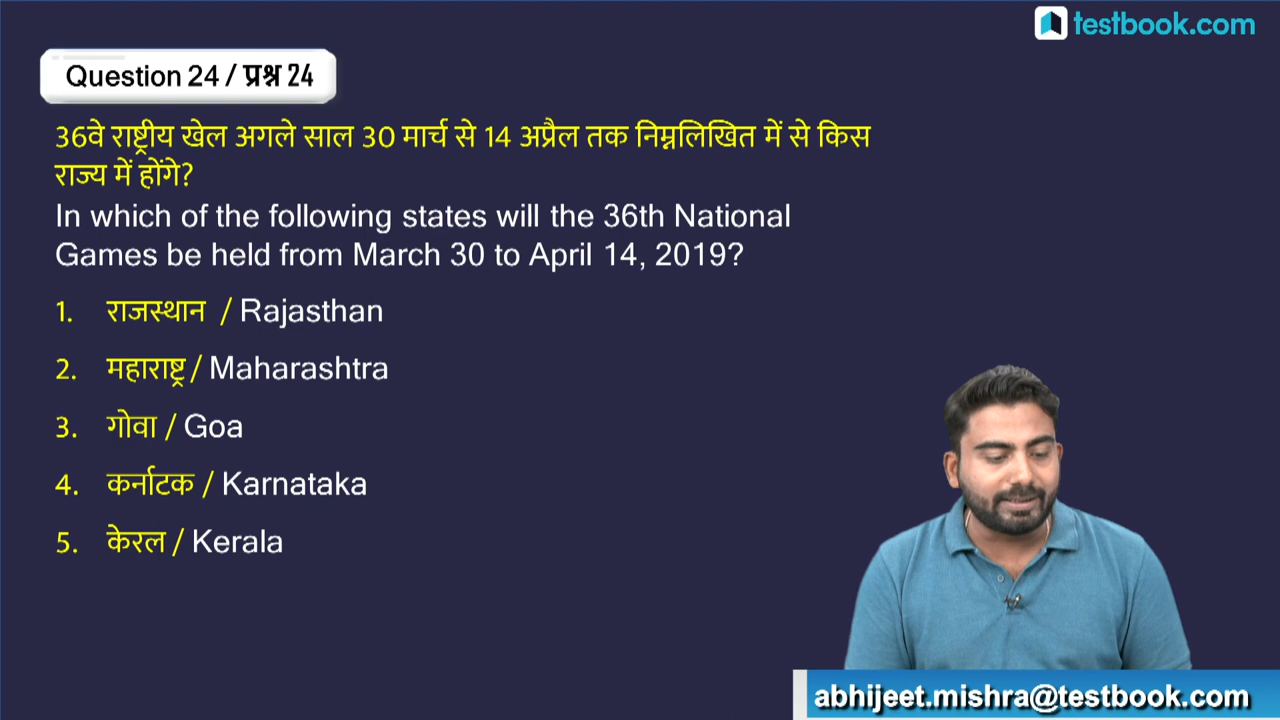 testbook.com
Question 24 / प्रश्न 24
36वे राष्ट्रीय खेल अगले साल 30 मार्च से 14 अप्रैल तक निम्नलिखित में से किस
राज्य में होंगे?
In which of the following states will the 36th National
Games be held from March 30 to April 14, 2019?
1. राजस्थान / Rajasthan
2. महाराष्ट्र / Maharashtra
3. गोवा / Goa
4. कर्नाटक / Karnataka
5. केरल / Kerala
abhijeet.mishra@testbook.com